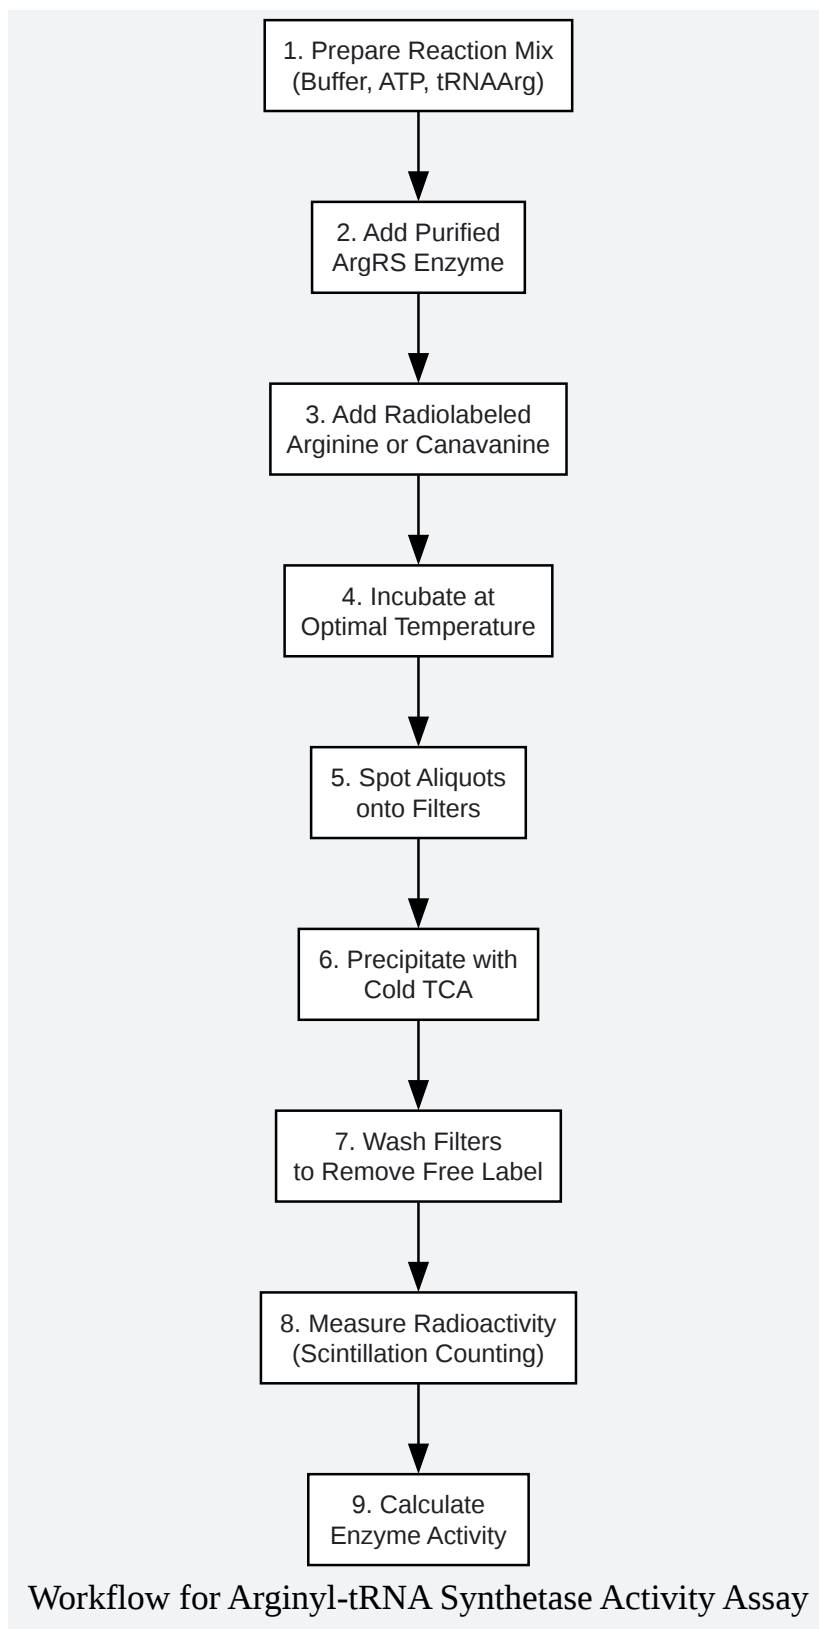 1. Prepare Reaction Mix
(Buffer, ATP, tRNAArg)
2. Add Purified
ArgRS Enzyme
3. Add Radiolabeled
Arginine or Canavanine
4. Incubate at
Optimal Temperature
5. Spot Aliquots
onto Filters
6. Precipitate with
Cold TCA
7. Wash Filters
to Remove Free Label
8. Measure Radioactivity
(Scintillation Counting)
9. Calculate
Enzyme Activity
Workflow for Arginyl-tRNA Synthetase Activity Assay